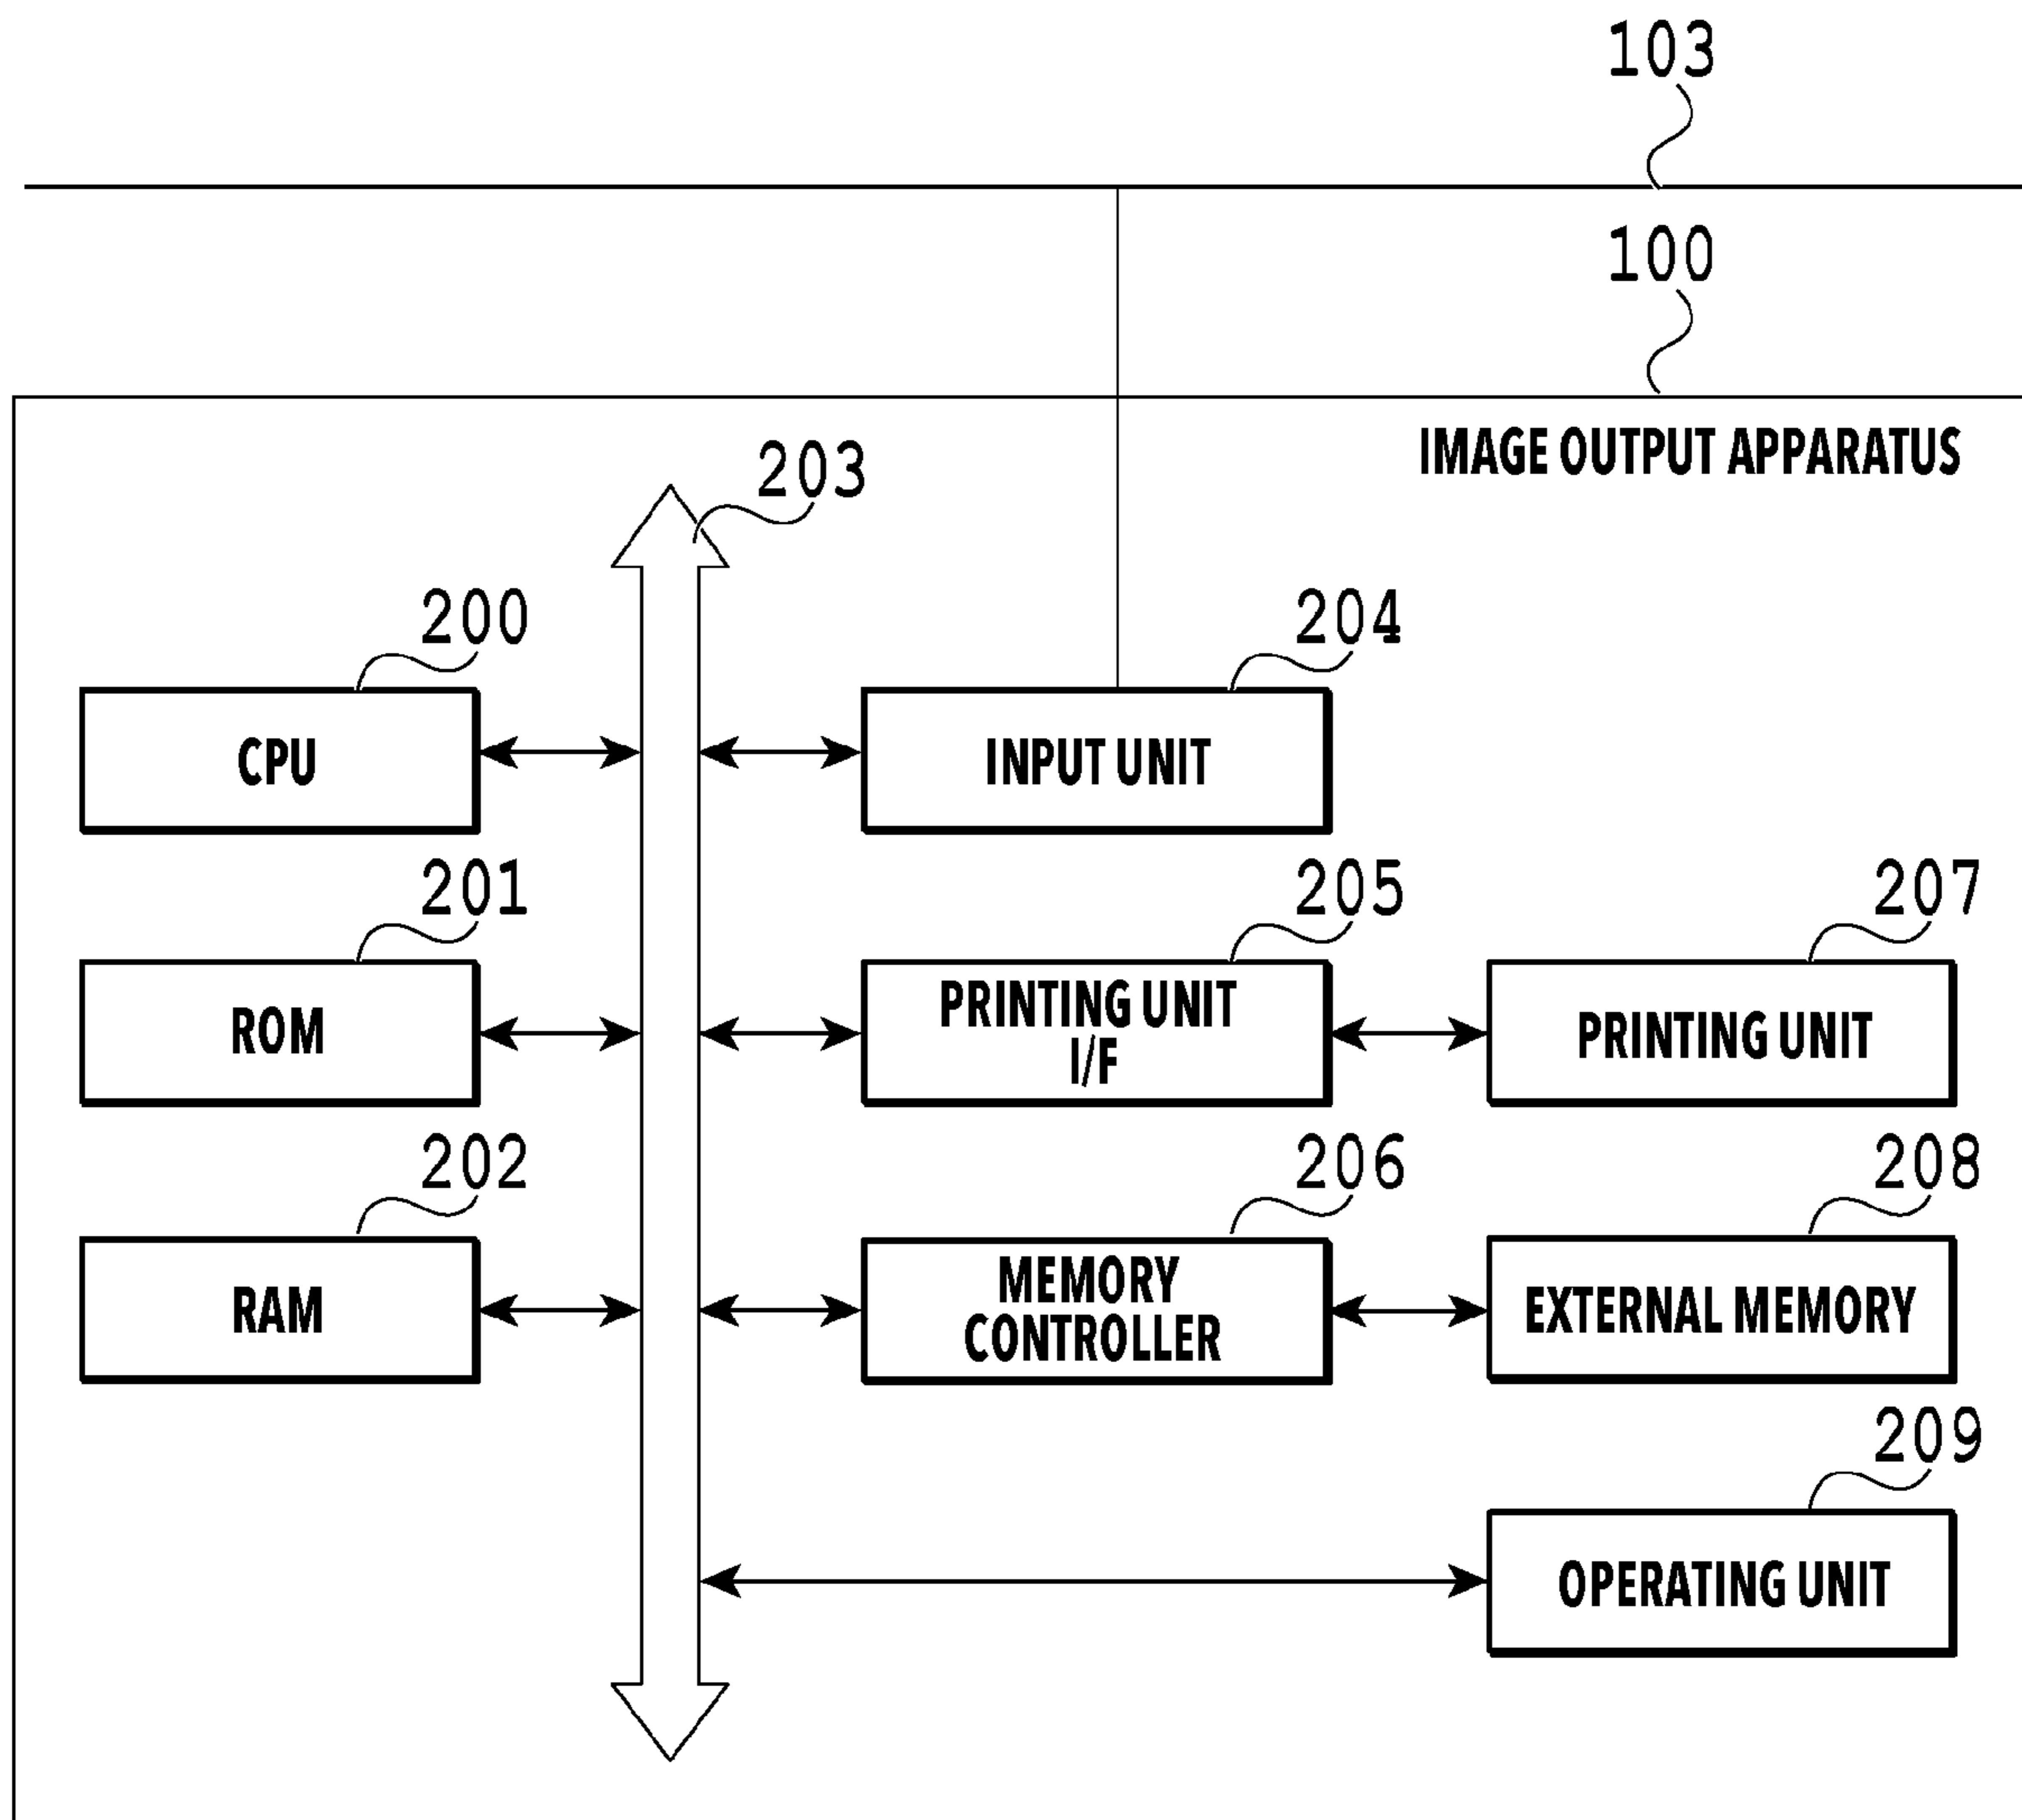 103
100
IMAGE OUTPUT APPARATUS
203
200
204
CPU
INPUT UNIT
201
205
207
ROM
PRINTING UNIT
I/F
PRINTING UNIT
202
206
208
RAM
MEMORY
CONTROLLER
EXTERNAL MEMORY
209
OPERATING UNIT